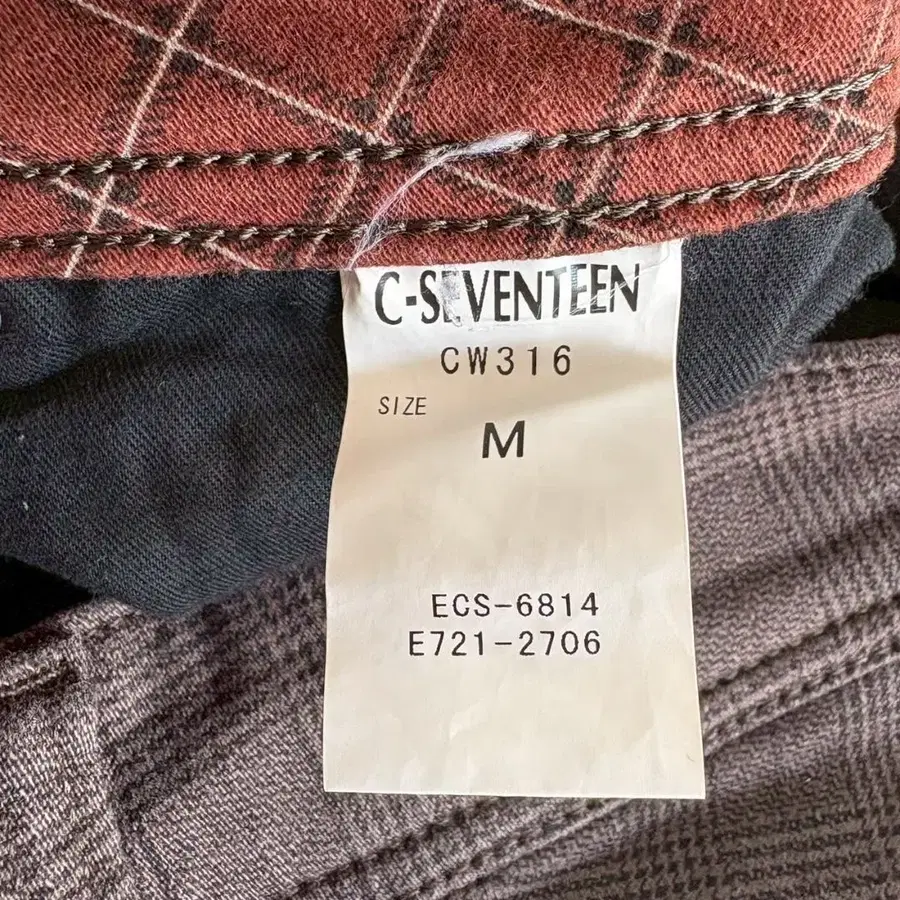 C-SEVENTEEN
CW316
SIZE
M
ECS-6814
E721-2706